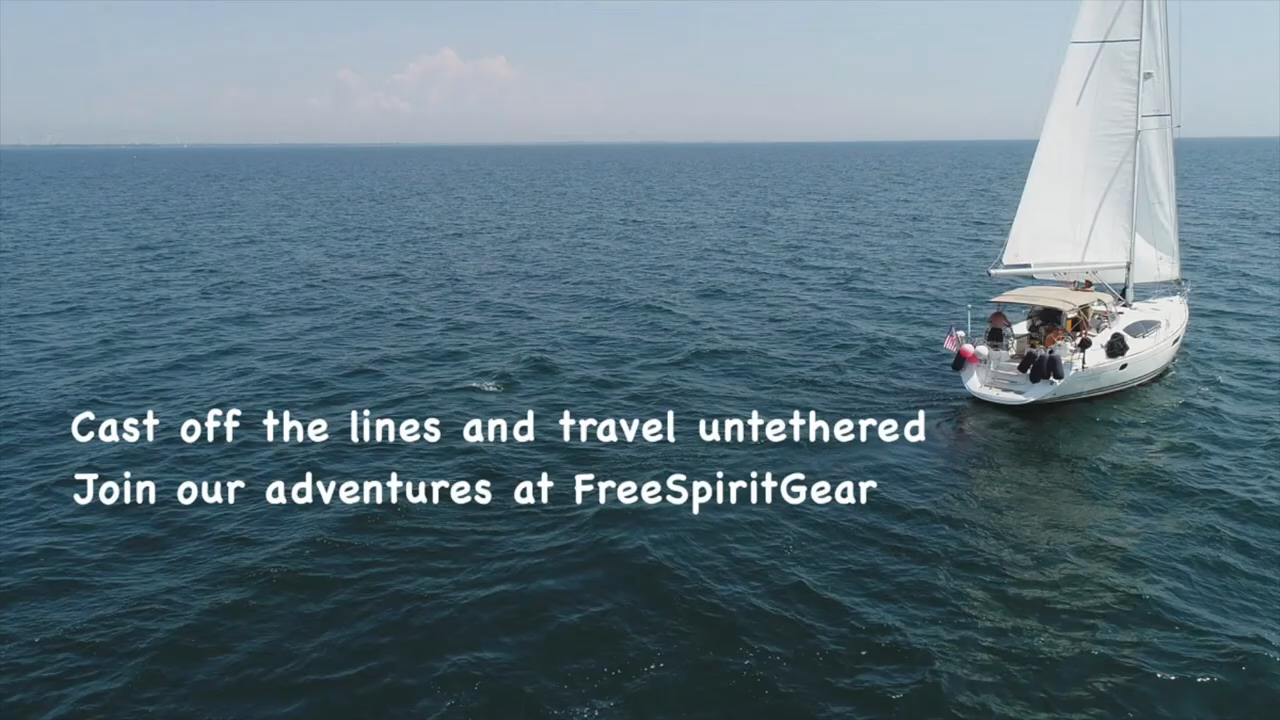 Cast off the lines and travel untethered
Join our adventures at FreeSpiritGear